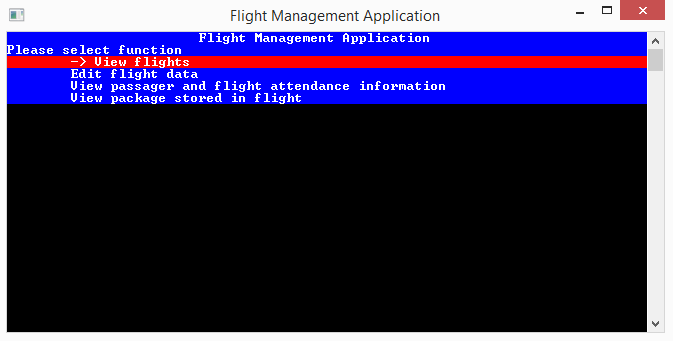 Flight Management Application
Flight Management Application
Please select function
-> View flights
Edit flight data
View passager and flight attendance information
View package stored in flight